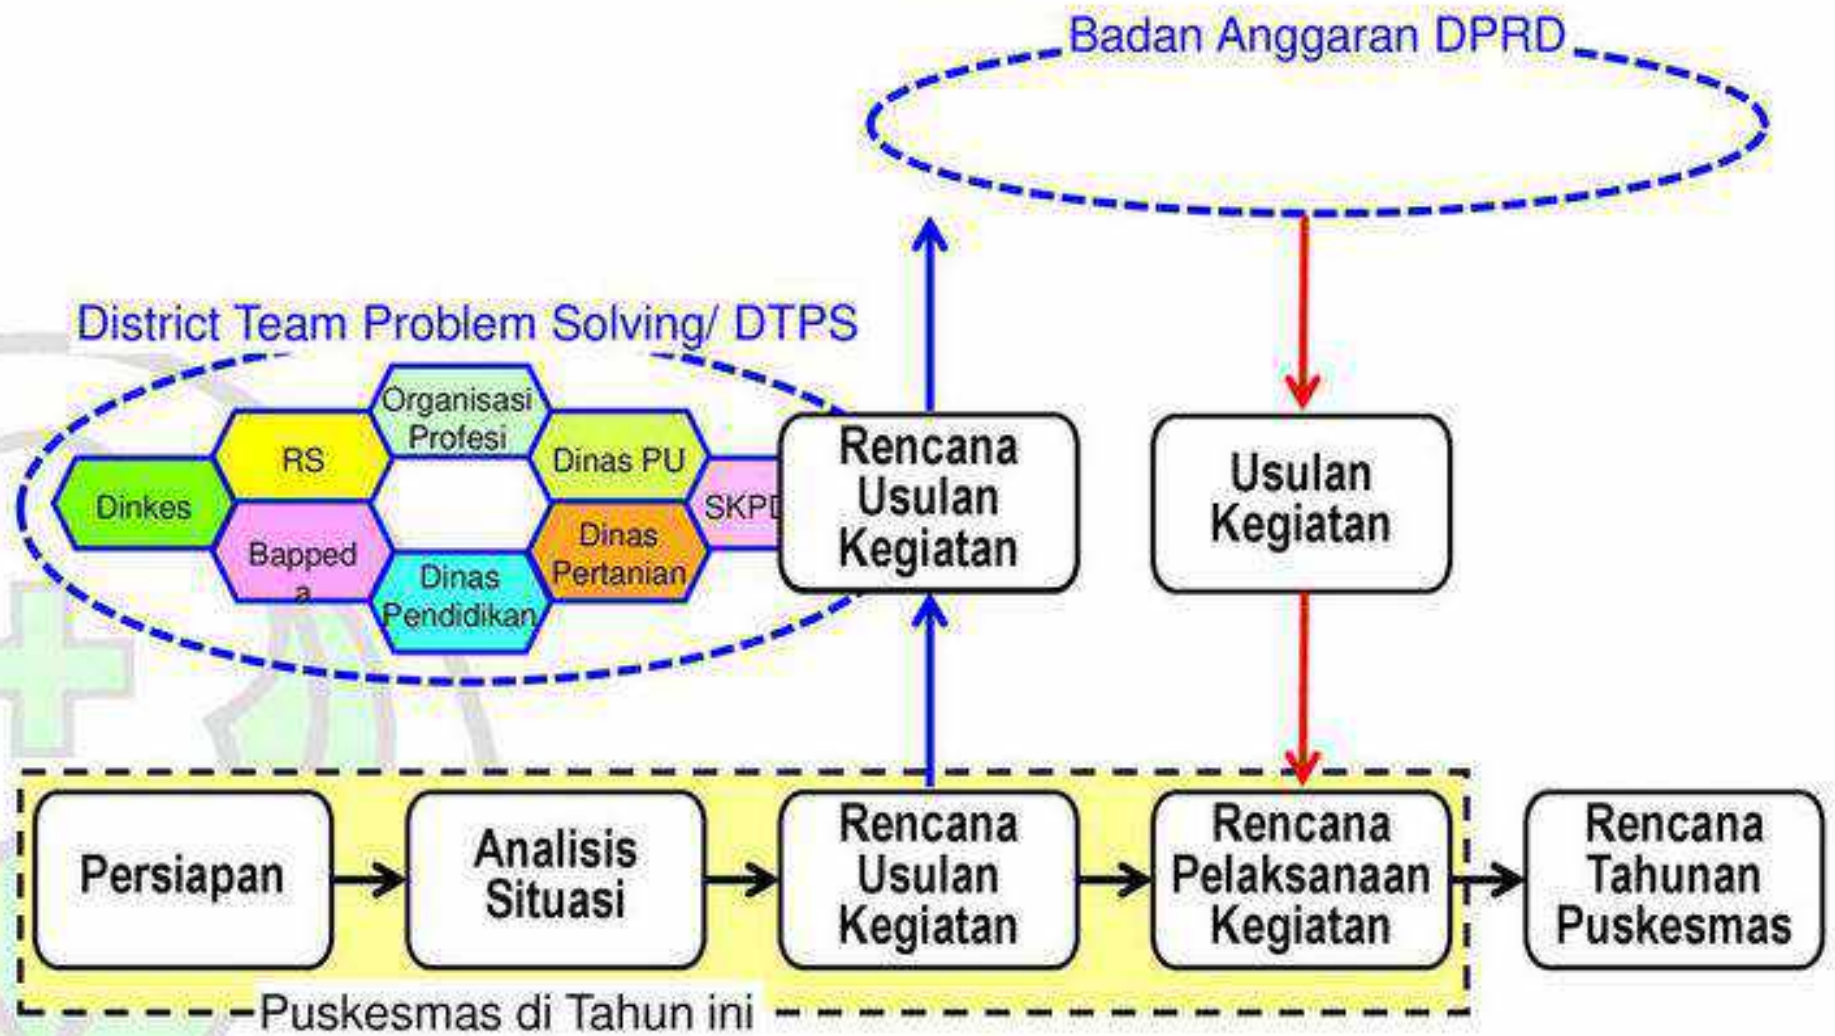 Badan Anggaran DPRD
District Team Problem Solving/ DTPS
Organisasi
Profesi
RS
Dinas PU
Dinkes
SKPD
Bapped
a
Dinas
Pertanian
Dinas
Pendidikan
Rencana
Usulan
Kegiatan
Usulan
Kegiatan
Persiapan
Analisis
Situasi
Rencana
Usulan
Kegiatan
Rencana
Pelaksanaan
Kegiatan
Rencana
Tahunan
Puskesmas
Puskesmas di Tahun ini